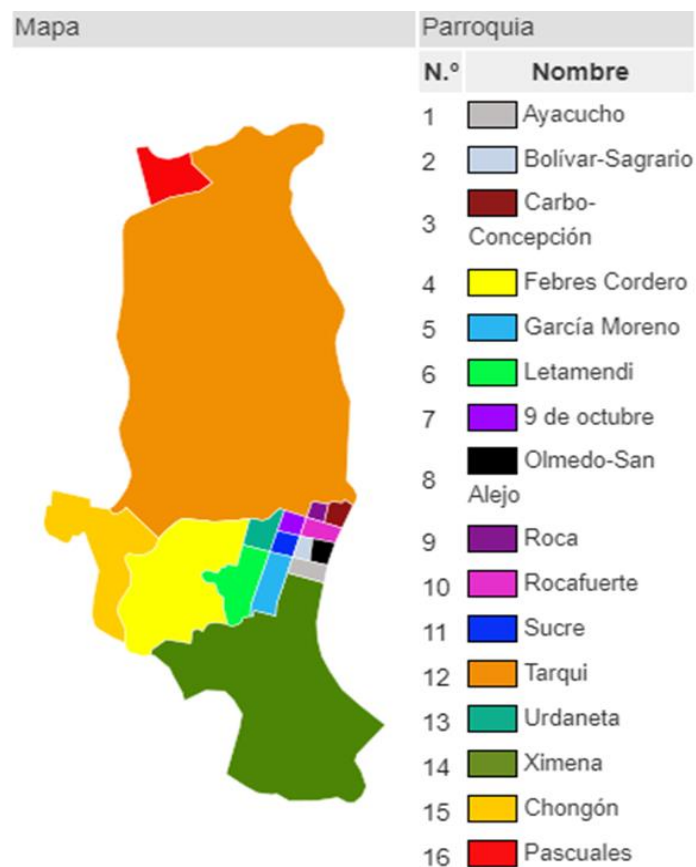 Mapa
Parroquia
N.º Nombre
1 Ayacucho
2 Bolívar-Sagrario
3 Carbo-
Concepción
4 Febres Cordero
5 García Moreno
6 Letamendi
7 9 de octubre
8 Olmedo-San
Alejo
9 Roca
10 Rocafuerte
11 Sucre
12 Tarqui
13 Urdaneta
14 Ximena
15 Chongón
16 Pascuales